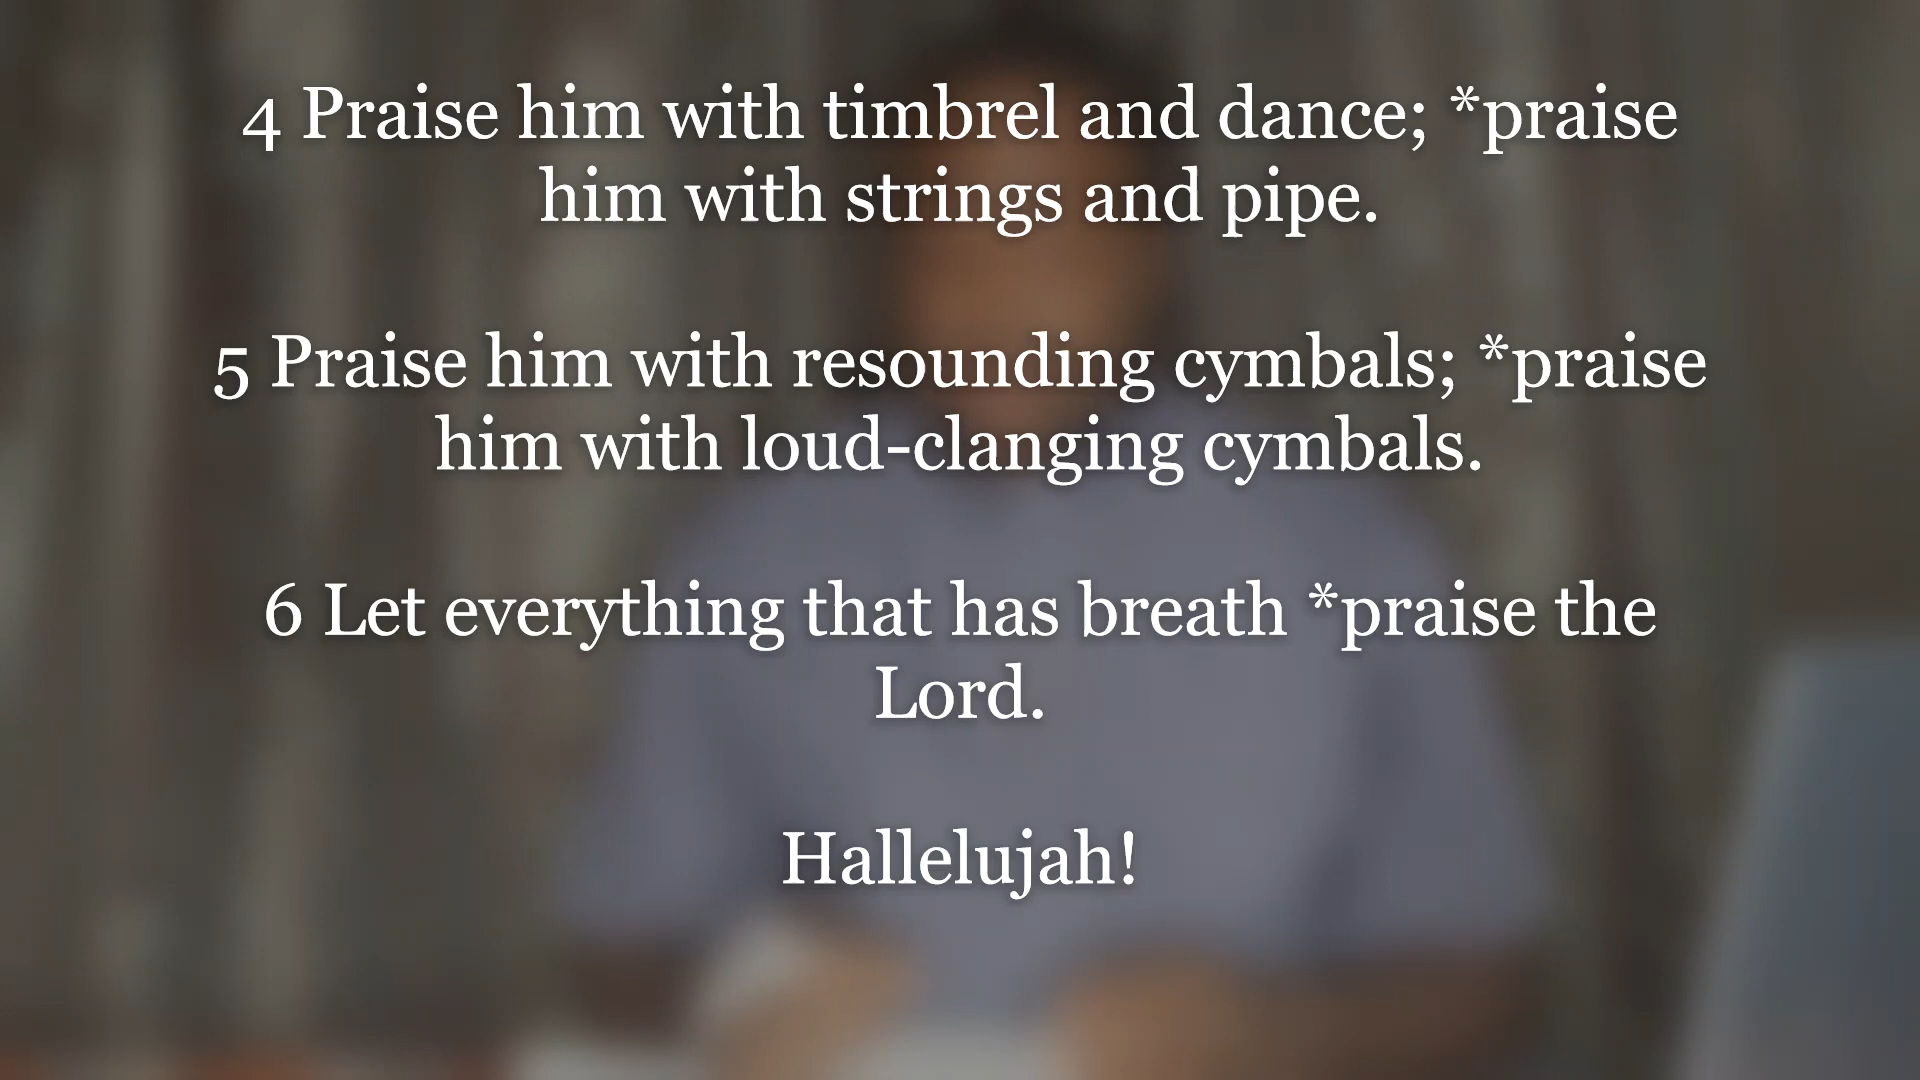 4 Praise him with timbrel and dance; *praise
him with strings and pipe.
5 Praise him with resounding cymbals; *praise
him with loud-clanging cymbals.
6 Let everything that has breath *praise the
Lord.
Hallelujah!